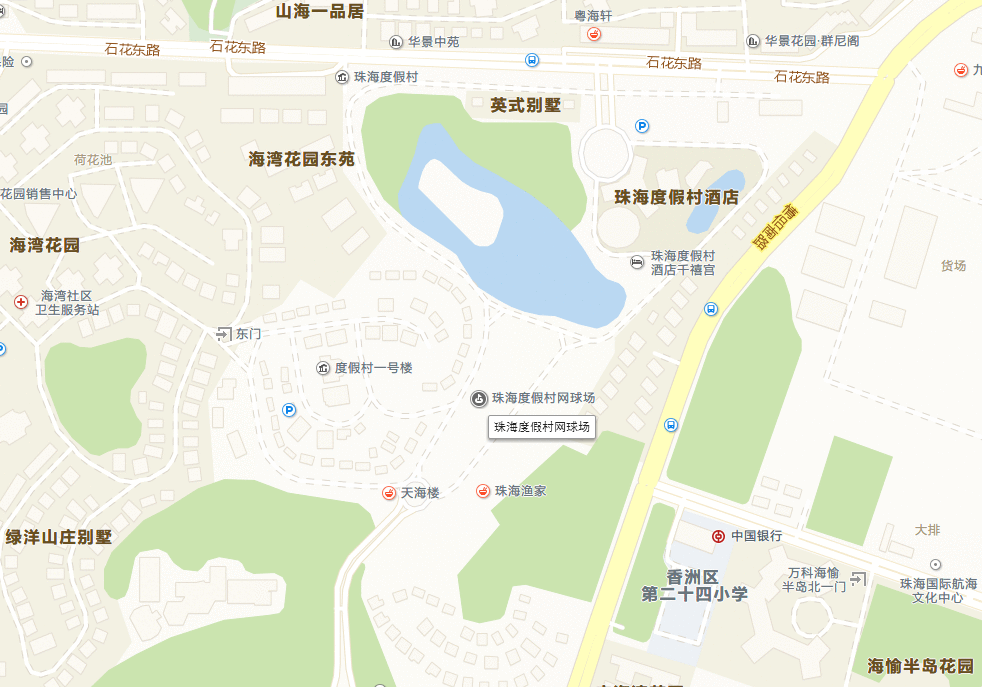 山海一品居
粤海轩
石花东路
石花东路
华景中苑
华景花园·群尼阁
石花东路
石花东路
险
九
珠海度假村
园
英式别墅
荷花池
海湾花园东苑
花园销售中心
珠海度假村酒店
情侣南路
海湾花园
珠海度假村
酒店千禧宫
货场
海湾社区
卫生服务站
东门
度假村一号楼
珠海度假村网球场
珠海度假村网球场
天海楼
珠海渔家
绿洋山庄别墅
中国银行
大排
香洲区
第二十四小学
万科海愉
半岛北一门
珠海国际航海
文化中心
海愉半岛花园